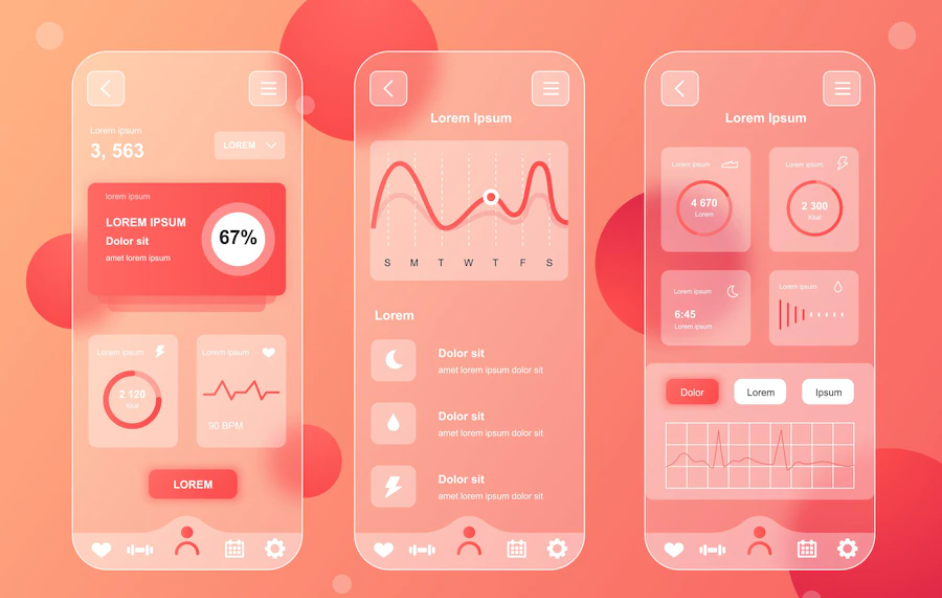 Lorem ipsum
3, 563
LOREM
lorem ipsum
LOREM IPSUM
Dolor sit
amet lorem ipsum
67%
Lorem ipsum
2 120
Kkal
Lorem ipsum
90 BPM
LOREM
Lorem Ipsum
S M T W T F S
Lorem
Dolor sit
amet lorem ipsum dolor sit
Dolor sit
amet lorem ipsum dolor sit
Dolor sit
amet lorem ipsum dolor sit
Lorem Ipsum
Lorem ipsum
4 670
Lorem
Lorem ipsum
2 300
Kkal
Lorem ipsum
6:45
Lorem ipsum
Lorem ipsum
Dolor
Lorem
Ipsum